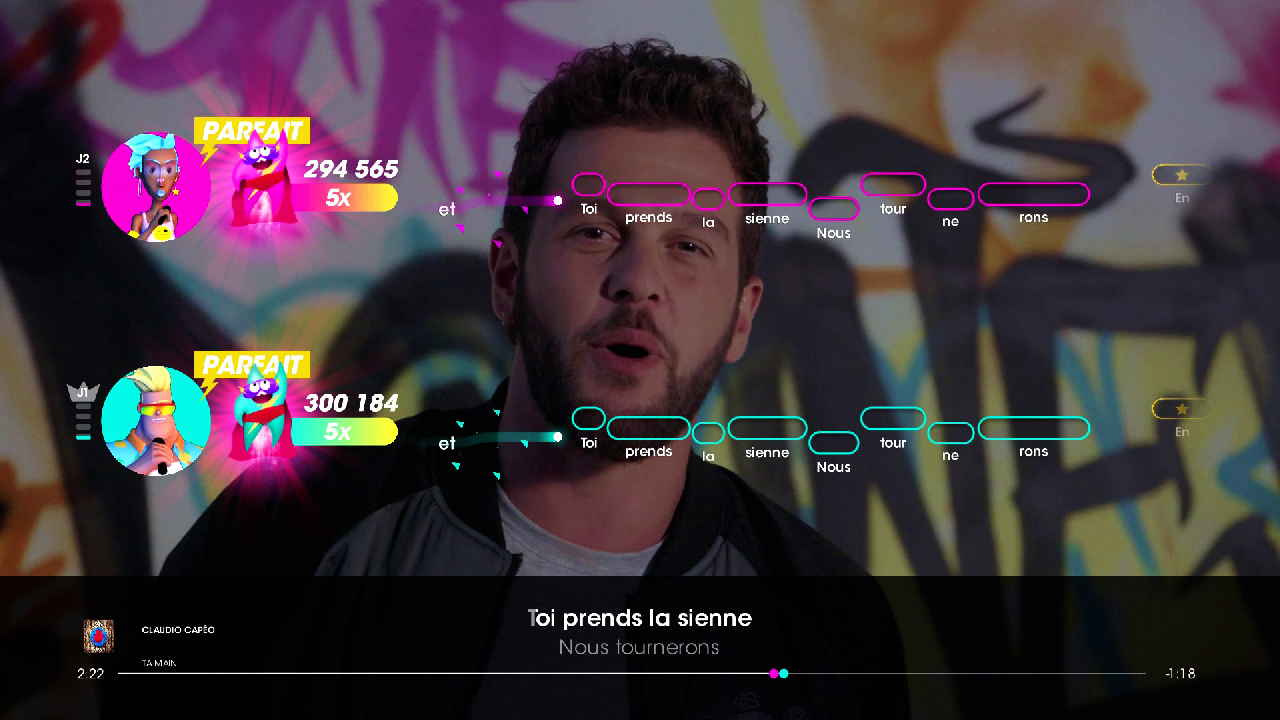 PARFAIT
J2
294 565
5x
et
Toi
prends
la
sienne
Nous
tour
ne
rons
En
PARFAIT
J1
300 184
5x
et
Toi
prends
la
sienne
Nous
tour
ne
rons
En
Toi prends la sienne
Nous tournerons
CLAUDIO CAPÉO
TA MAIN
2:22
-1:18